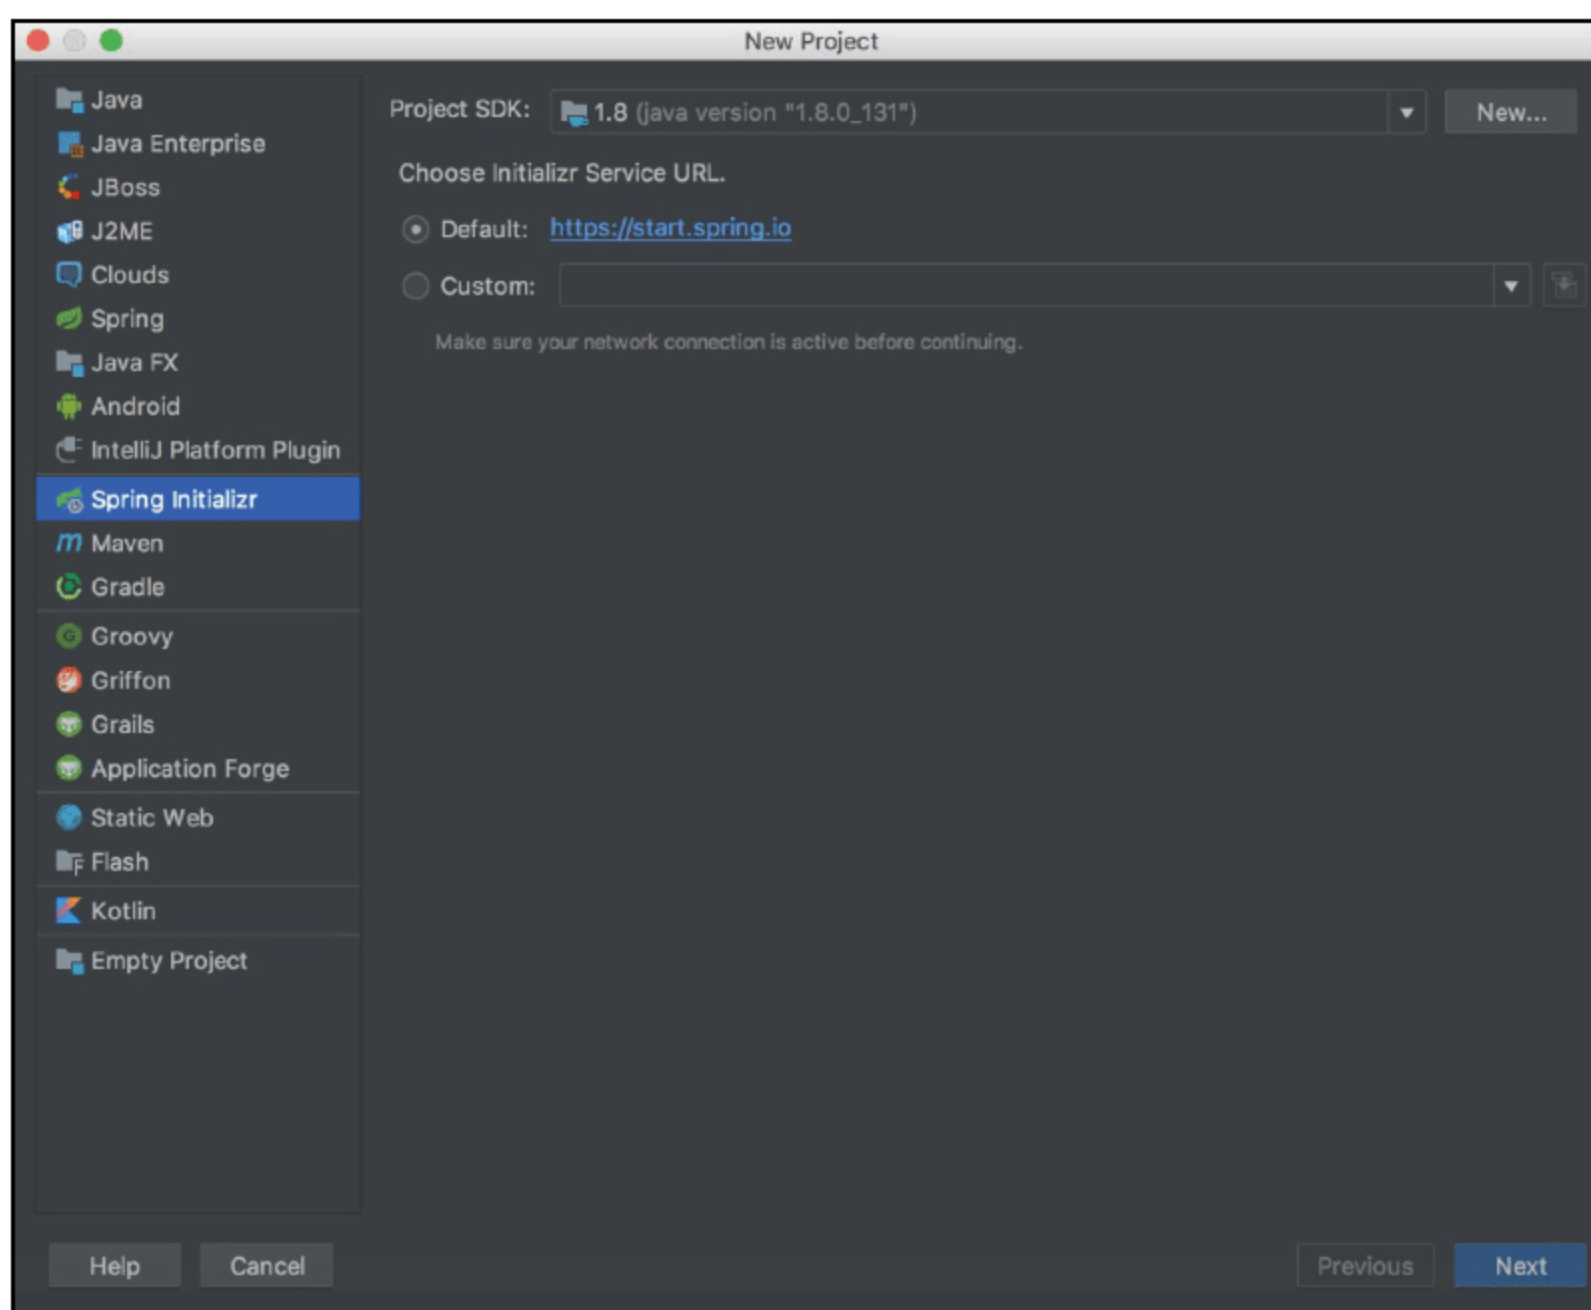 New Project
Java
Java Enterprise
JBoss
J2ME
Clouds
Spring
Java FX
Android
IntelliJ Platform Plugin
Spring Initializr
Maven
Gradle
Groovy
Griffon
Grails
Application Forge
Static Web
Flash
Kotlin
Empty Project
Project SDK: 1.8 (java version "1.8.0_131") New...
Choose Initializr Service URL.
Default: https://start.spring.io
Custom:
Make sure your network connection is active before continuing.
Help Cancel Previous Next